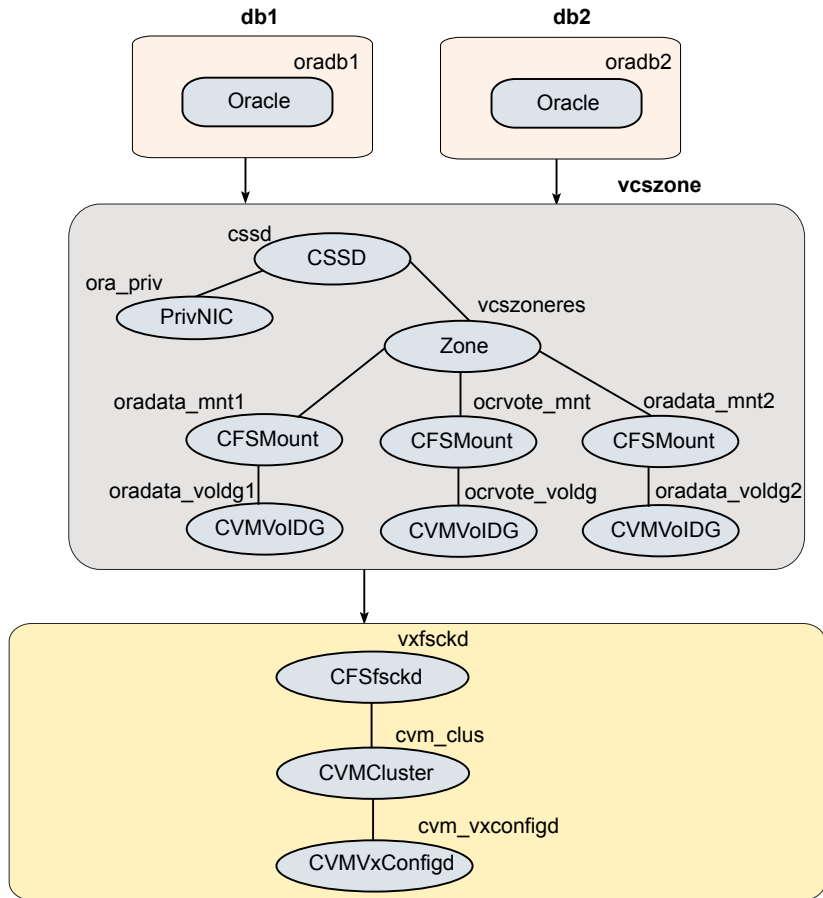 db1
db2
oradb1
oradb2
Oracle
Oracle
vcszone
cssd
CSSD
ora_priv
PrivNIC
vcszoneres
Zone
oradata_mnt1
ocrvote_mnt
oradata_mnt2
CFSMount
CFSMount
CFSMount
oradata_voldg1
ocrvote_voldg
oradata_voldg2
CVMVolDG
CVMVolDG
CVMVolDG
vxfsckd
CFSfsckd
cvm_clus
CVMCluster
cvm_vxconfigd
CVMVxConfigd